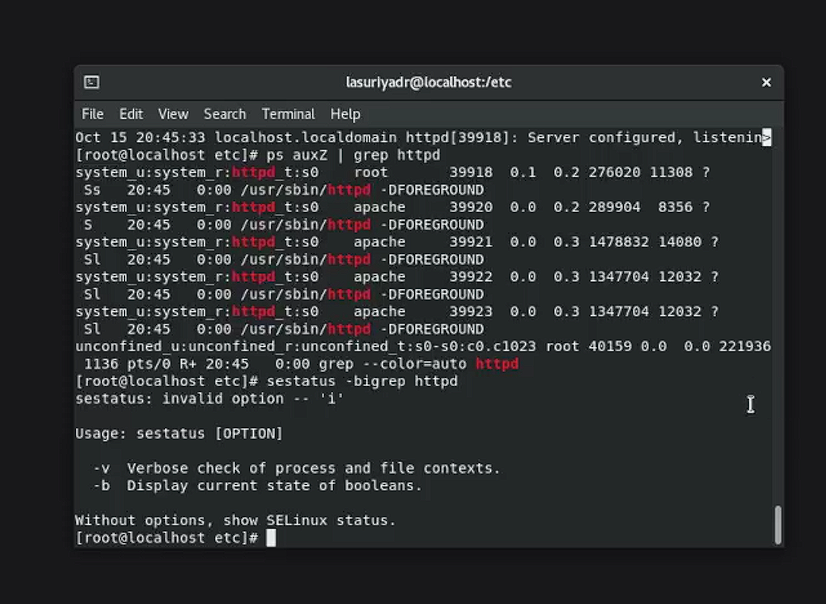 lasuriyadr@localhost:/etc
File Edit View Search Terminal Help
Oct 15 20:45:33 localhost.localdomain httpd[39918]: Server configured, listenin>
[root@localhost etc]# ps auxZ | grep httpd
system_u:system_r:httpd_t:s0    root       39918  0.1  0.2 276020 11308 ?
 Ss   20:45   0:00 /usr/sbin/httpd -DFOREGROUND
system_u:system_r:httpd_t:s0    apache     39920  0.0  0.2 289904  8356 ?
 S    20:45   0:00 /usr/sbin/httpd -DFOREGROUND
system_u:system_r:httpd_t:s0    apache     39921  0.0  0.3 1478832 14080 ?
 Sl   20:45   0:00 /usr/sbin/httpd -DFOREGROUND
system_u:system_r:httpd_t:s0    apache     39922  0.0  0.3 1347704 12032 ?
 Sl   20:45   0:00 /usr/sbin/httpd -DFOREGROUND
system_u:system_r:httpd_t:s0    apache     39923  0.0  0.3 1347704 12032 ?
 Sl   20:45   0:00 /usr/sbin/httpd -DFOREGROUND
unconfined_u:unconfined_r:unconfined_t:s0-s0:c0.c1023 root 40159 0.0  0.0 221936
 1136 pts/0 R+ 20:45   0:00 grep --color=auto httpd
[root@localhost etc]# sestatus -bigrep httpd
sestatus: invalid option -- 'i'
Usage: sestatus [OPTION]
  -v  Verbose check of process and file contexts.
  -b  Display current state of booleans.
Without options, show SELinux status.
[root@localhost etc]#